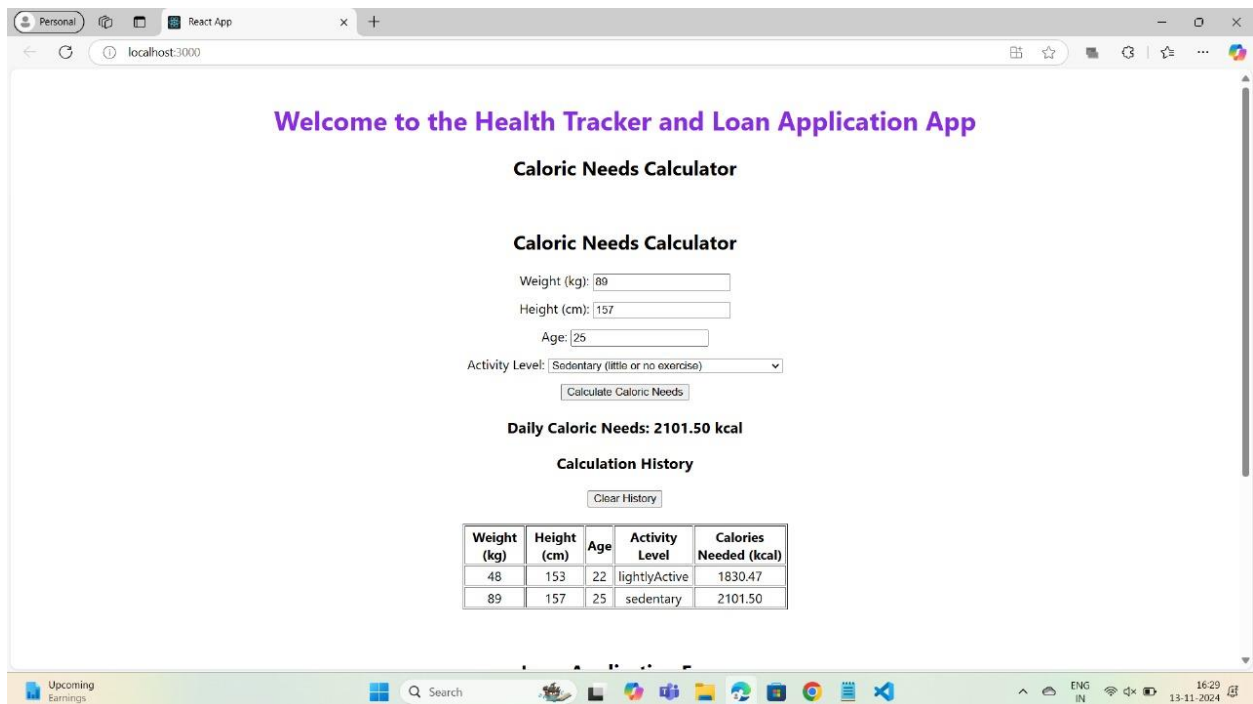 Personal
React App
localhost:3000
Welcome to the Health Tracker and Loan Application App
Caloric Needs Calculator
Caloric Needs Calculator
Weight (kg): 89
Height (cm): 157
Age: 25
Activity Level: Sedentary (little or no exercise)
Calculate Caloric Needs
Daily Caloric Needs: 2101.50 kcal
Calculation History
Clear History
Weight (kg) Height (cm) Age Activity Level Calories Needed (kcal)
48 153 22 lightlyActive 1830.47
89 157 25 sedentary 2101.50
Upcoming
Earnings
Search
ENG
IN
16:29
13-11-2024